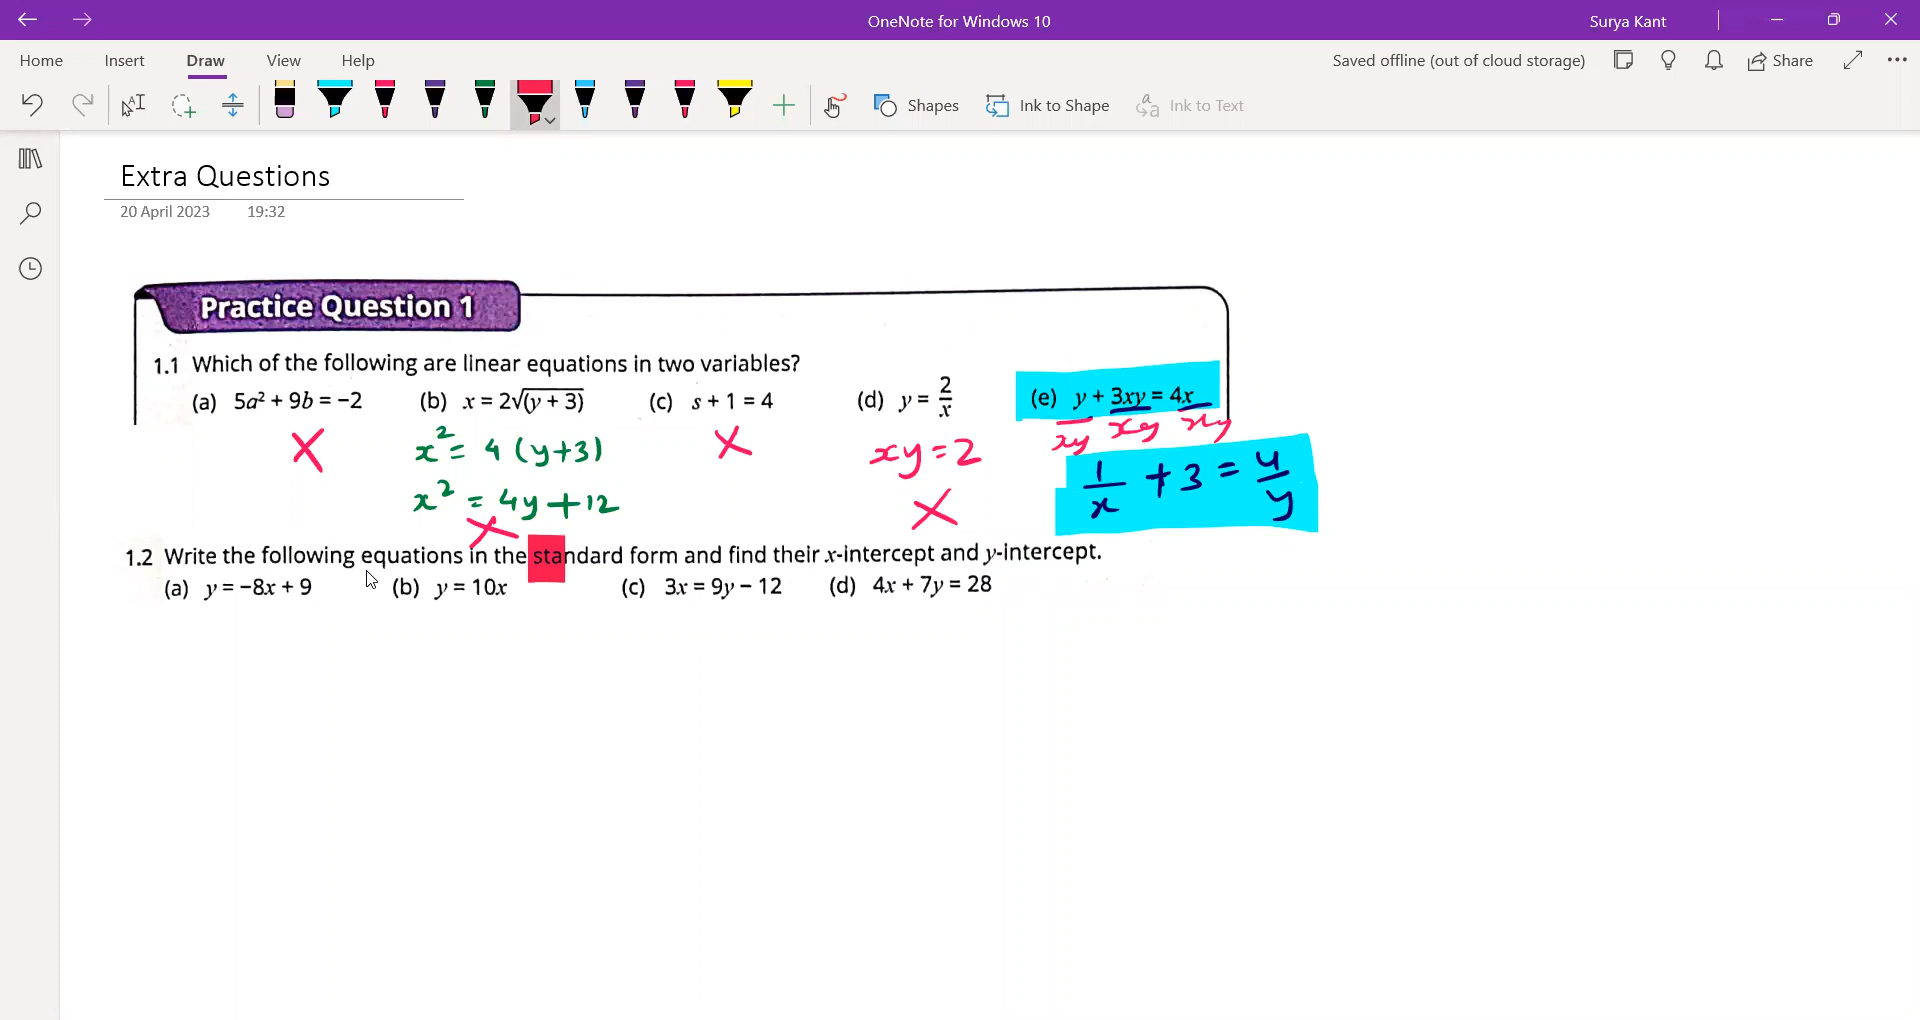 OneNote for Windows 10
Surya Kant
Home Insert Draw View Help
Saved offline (out of cloud storage) Share
Shapes Ink to Shape Ink to Text
Extra Questions
20 April 2023 19:32
Practice Question 1
1.1 Which of the following are linear equations in two variables?
(a) 5a² + 9b = −2 (b) x = 2√(y + 3) (c) s + 1 = 4 (d) y = 2/x (e) y + 3xy = 4x
xy xy xy
x² = 4 (y+3)
xy = 2
1/x + 3 = 4/y
x² = 4y + 12
1.2 Write the following equations in the standard form and find their x-intercept and y-intercept.
(a) y = −8x + 9 (b) y = 10x (c) 3x = 9y − 12 (d) 4x + 7y = 28